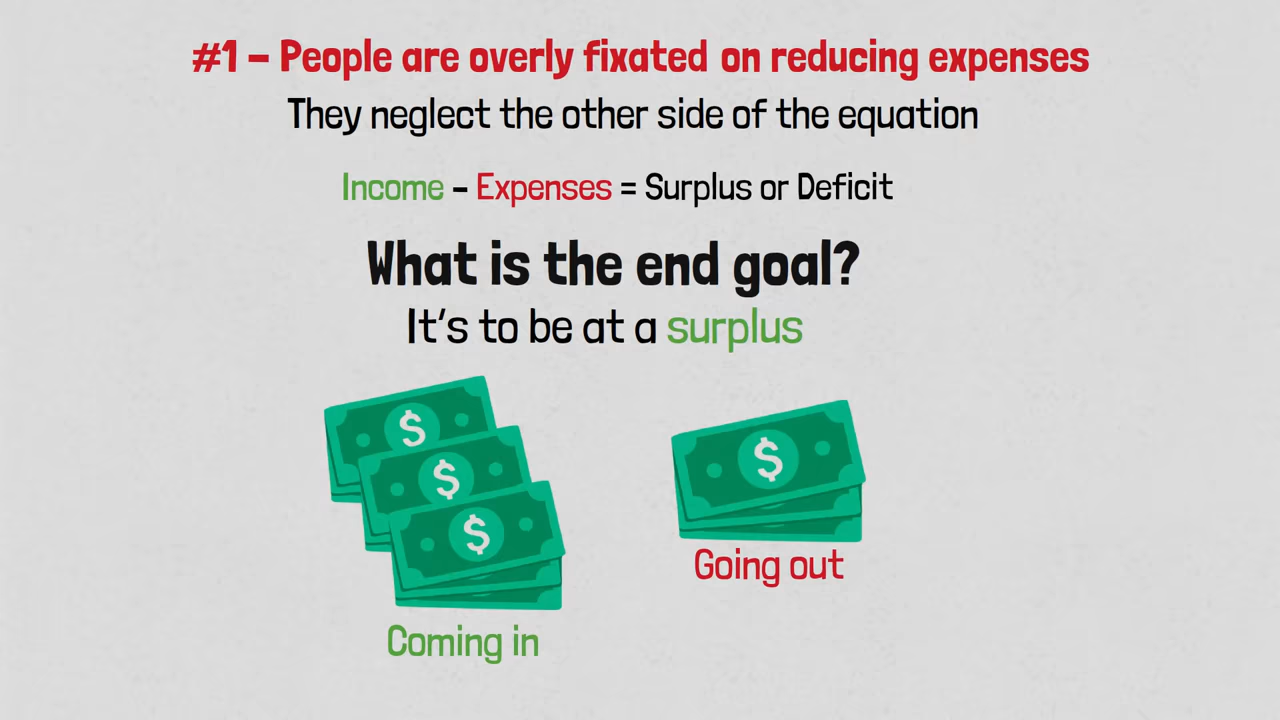 #1 – People are overly fixated on reducing expenses
They neglect the other side of the equation
Income – Expenses = Surplus or Deficit
What is the end goal?
It's to be at a surplus
$
$
$
$
Going out
Coming in